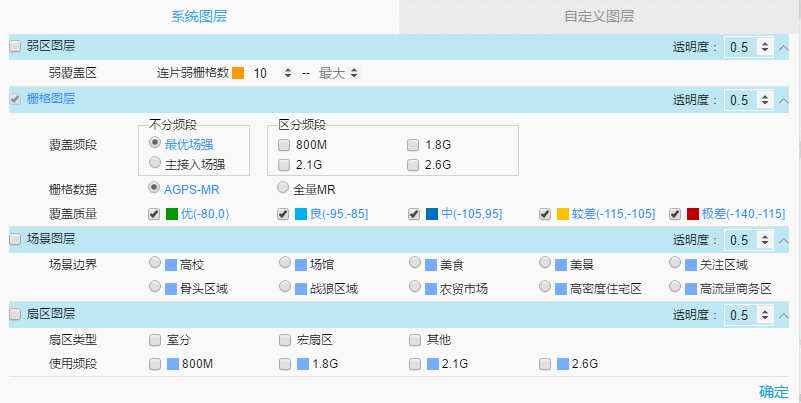 系统图层 自定义图层
弱区图层 透明度： 0.5
弱覆盖区 连片弱栅格数 10 -- 最大
栅格图层 透明度： 0.5
不分频段 区分频段
覆盖频段 最优场强 800M 1.8G
主接入场强 2.1G 2.6G
栅格数据 AGPS-MR 全量MR
覆盖质量 优(-80,0) 良(-95.-85] 中(-105,95] 较差(-115,-105] 极差(-140,-115]
场景图层 透明度： 0.5
场景边界 高校 场馆 美食 美景 关注区域
骨头区域 战狼区域 农贸市场 高密度住宅区 高流量商务区
扇区图层 透明度： 0.5
扇区类型 室分 宏扇区 其他
使用频段 800M 1.8G 2.1G 2.6G
确定